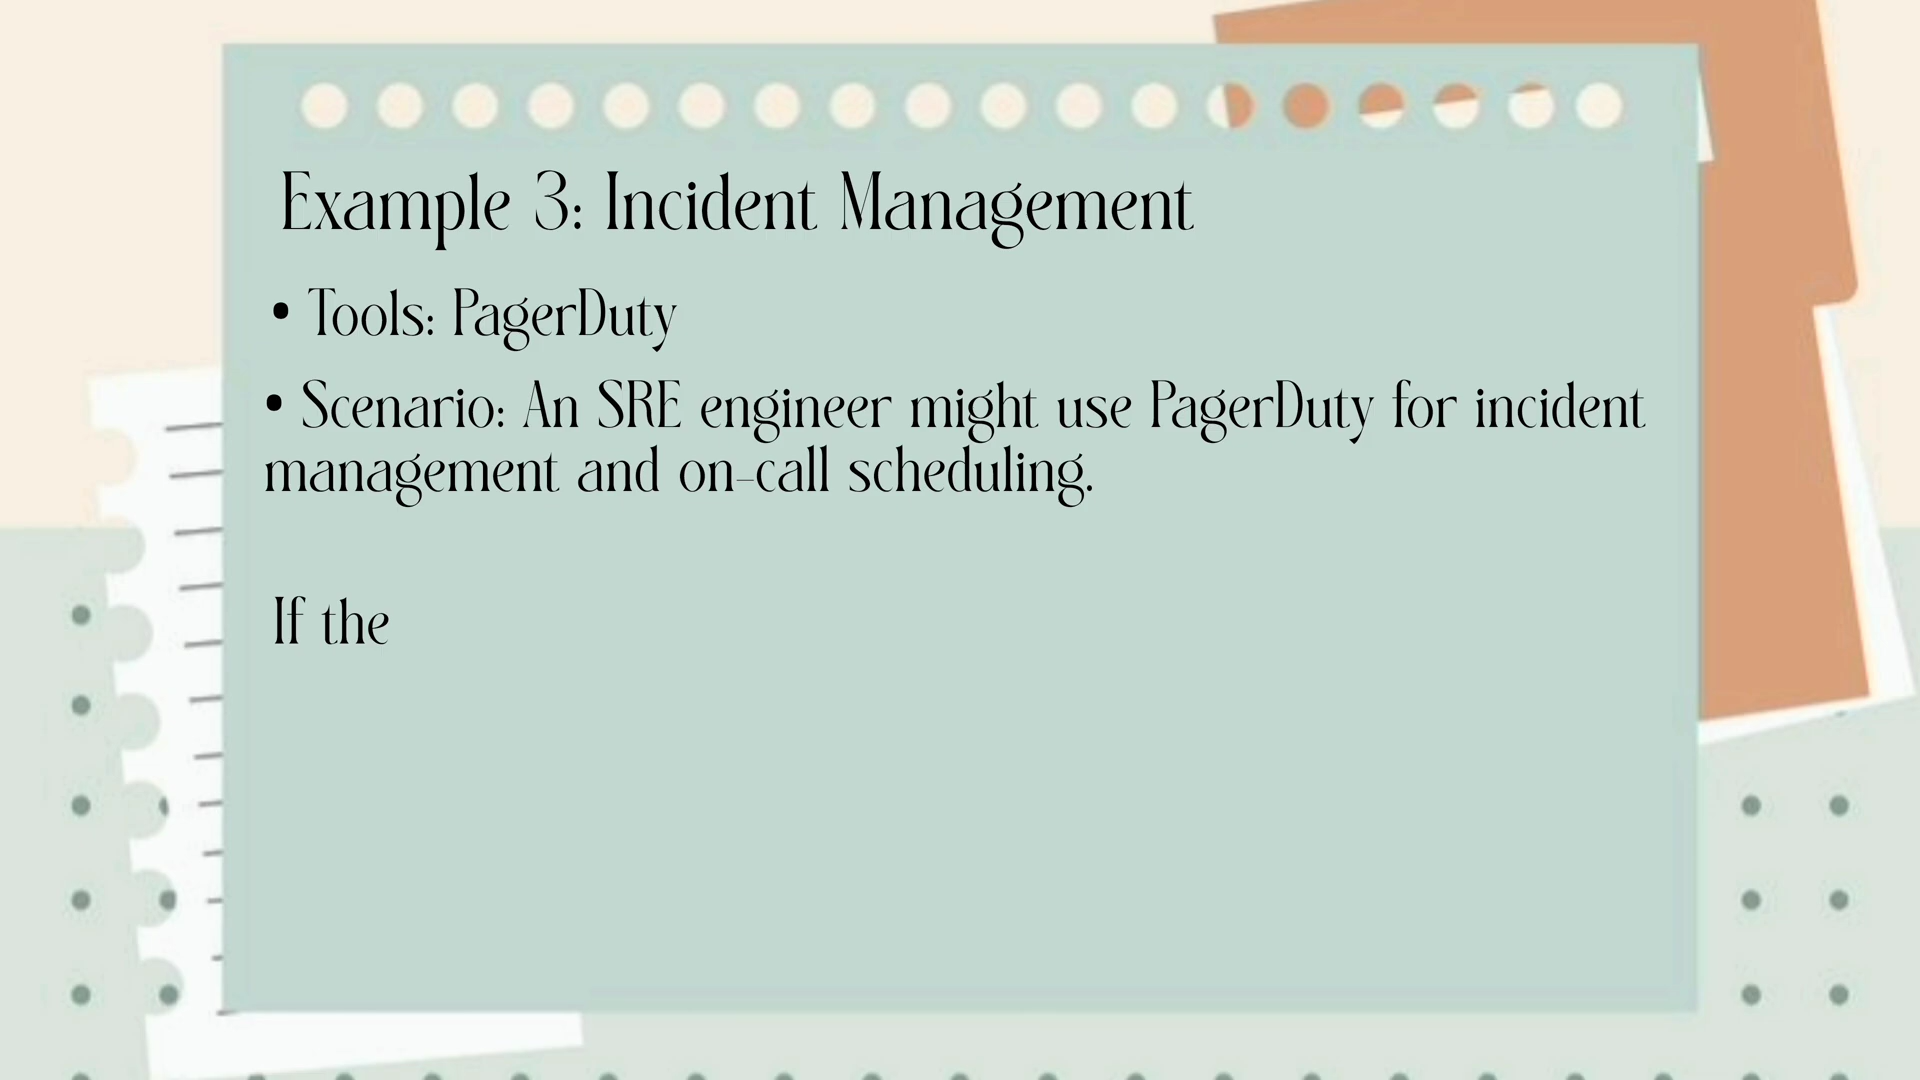 Example 3: Incident Management
• Tools: PagerDuty
• Scenario: An SRE engineer might use PagerDuty for incident
management and on-call scheduling.
If the